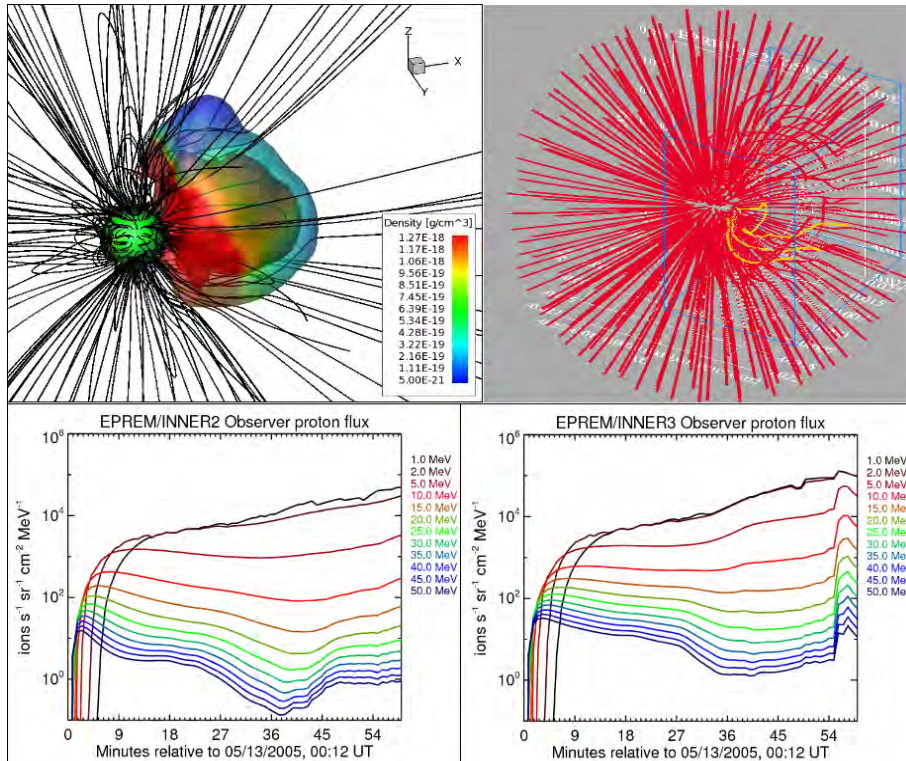 Z
X
Y
Density [g/cm^3]
1.27E-18
1.17E-18
1.06E-18
9.56E-19
8.51E-19
7.45E-19
6.39E-19
5.34E-19
4.28E-19
3.22E-19
2.16E-19
1.11E-19
5.00E-21
EPREM/INNER2 Observer proton flux
10^6
10^4
10^2
10^0
ions s^-1 sr^-1 cm^-2 MeV^-1
1.0 MeV
2.0 MeV
5.0 MeV
10.0 MeV
15.0 MeV
20.0 MeV
25.0 MeV
30.0 MeV
35.0 MeV
40.0 MeV
45.0 MeV
50.0 MeV
0 9 18 27 36 45 54
Minutes relative to 05/13/2005, 00:12 UT
EPREM/INNER3 Observer proton flux
10^6
10^4
10^2
10^0
ions s^-1 sr^-1 cm^-2 MeV^-1
1.0 MeV
2.0 MeV
5.0 MeV
10.0 Me
15.0 Me
20.0 Me
25.0 Me
30.0 Me
35.0 Me
40.0 Me
45.0 Me
50.0 Me
0 9 18 27 36 45 54
Minutes relative to 05/13/2005, 00:12 UT